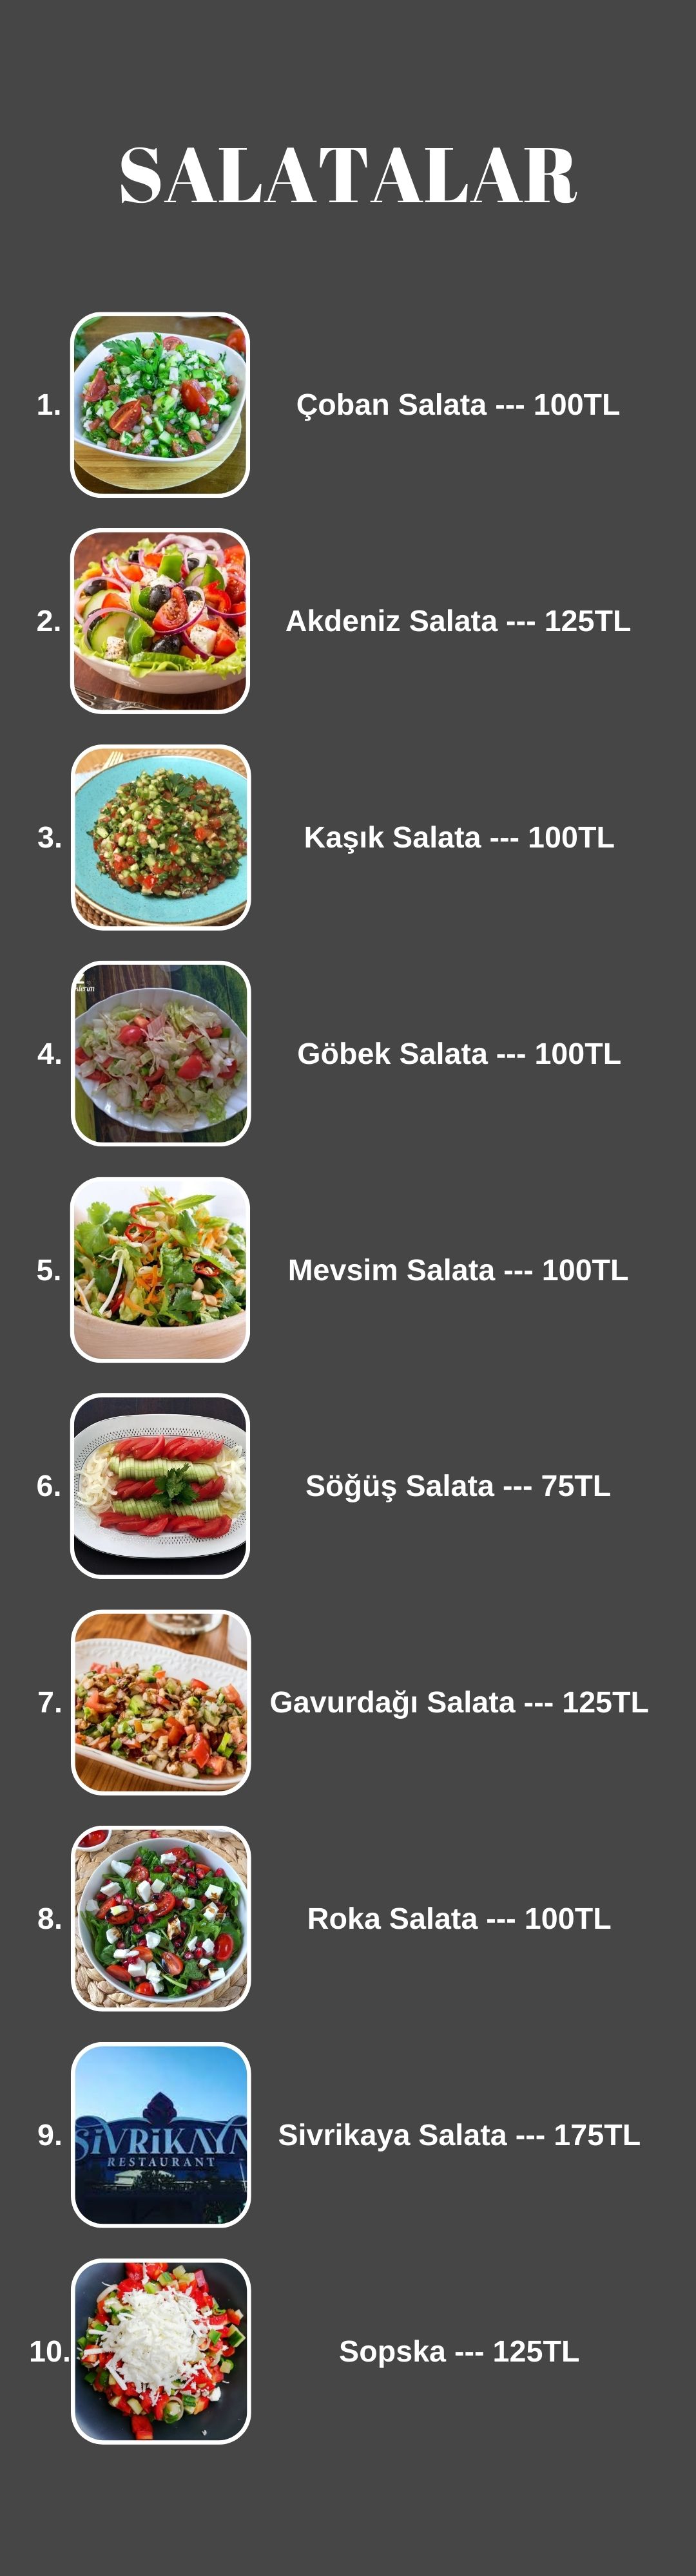 SALATALAR
1. Çoban Salata --- 100TL
2. Akdeniz Salata --- 125TL
3. Kaşık Salata --- 100TL
4. Göbek Salata --- 100TL
5. Mevsim Salata --- 100TL
6. Söğüş Salata --- 75TL
7. Gavurdağı Salata --- 125TL
8. Roka Salata --- 100TL
SİVRİKAYA
RESTAURANT
9. Sivrikaya Salata --- 175TL
10. Sopska --- 125TL